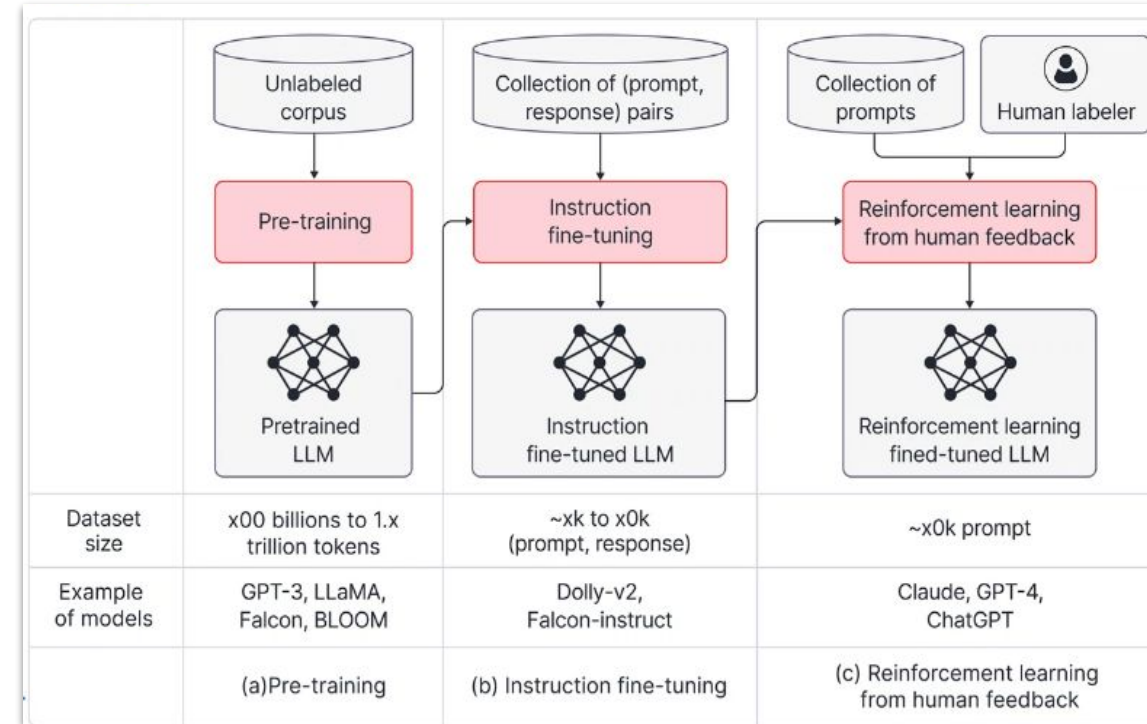 Unlabeled
corpus
Collection of (prompt,
response) pairs
Collection of
prompts
Human labeler
Pre-training
Instruction
fine-tuning
Reinforcement learning
from human feedback
Pretrained
LLM
Instruction
fine-tuned LLM
Reinforcement learning
fined-tuned LLM
Dataset
size
x00 billions to 1.x
trillion tokens
~xk to x0k
(prompt, response)
~x0k prompt
Example
of models
GPT-3, LLaMA,
Falcon, BLOOM
Dolly-v2,
Falcon-instruct
Claude, GPT-4,
ChatGPT
(a)Pre-training
(b) Instruction fine-tuning
(c) Reinforcement learning
from human feedback